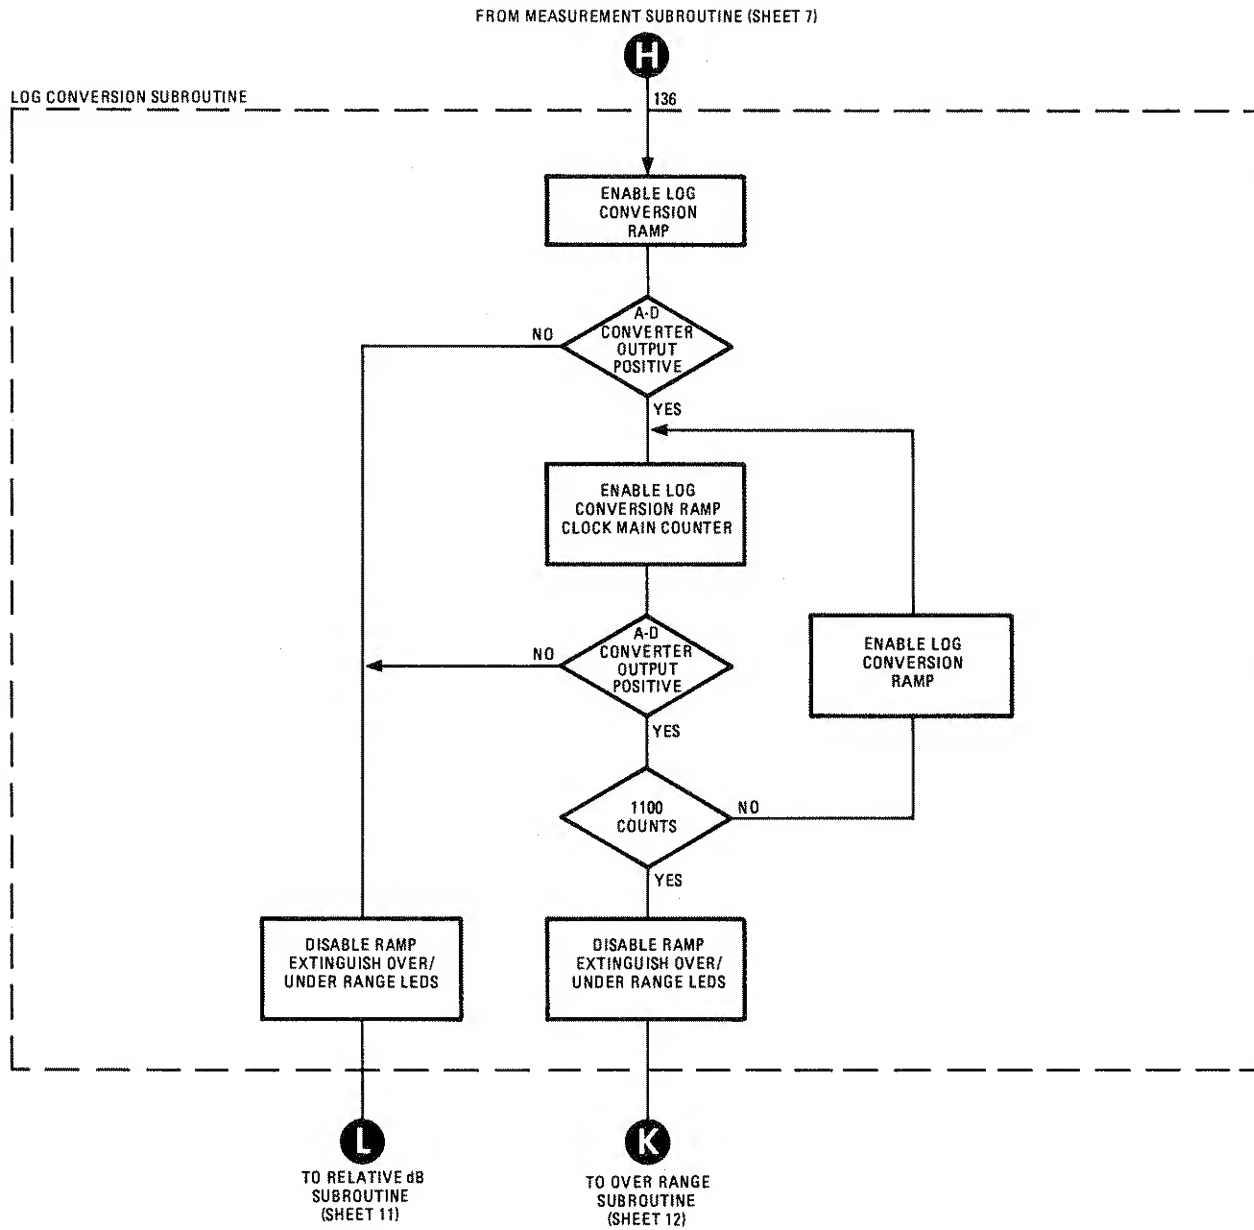 FROM MEASUREMENT SUBROUTINE (SHEET 7)
H
LOG CONVERSION SUBROUTINE
136
ENABLE LOG
CONVERSION
RAMP
A-D
CONVERTER
OUTPUT
POSITIVE
NO
YES
ENABLE LOG
CONVERSION RAMP
CLOCK MAIN COUNTER
A-D
CONVERTER
OUTPUT
POSITIVE
NO
YES
ENABLE LOG
CONVERSION
RAMP
1100
COUNTS
NO
YES
DISABLE RAMP
EXTINGUISH OVER/
UNDER RANGE LEDS
DISABLE RAMP
EXTINGUISH OVER/
UNDER RANGE LEDS
L
TO RELATIVE dB
SUBROUTINE
(SHEET 11)
K
TO OVER RANGE
SUBROUTINE
(SHEET 12)